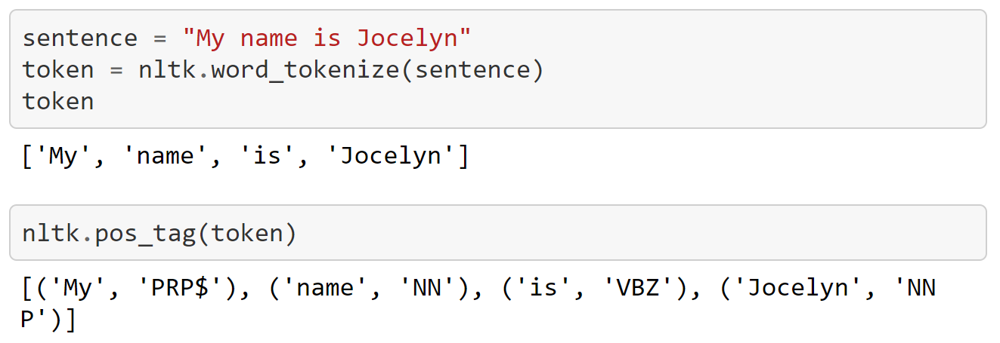 sentence = "My name is Jocelyn"
token = nltk.word_tokenize(sentence)
token
['My', 'name', 'is', 'Jocelyn']
nltk.pos_tag(token)
[('My', 'PRP$'), ('name', 'NN'), ('is', 'VBZ'), ('Jocelyn', 'NN
P')]